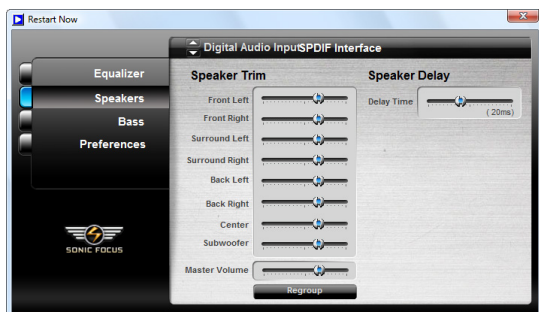 Restart Now
Digital Audio InputSPDIF Interface
Equalizer
Speakers
Bass
Preferences
SONIC FOCUS
Speaker Trim
Front Left
Front Right
Surround Left
Surround Right
Back Left
Back Right
Center
Subwoofer
Master Volume
Regroup
Speaker Delay
Delay Time
( 20ms)